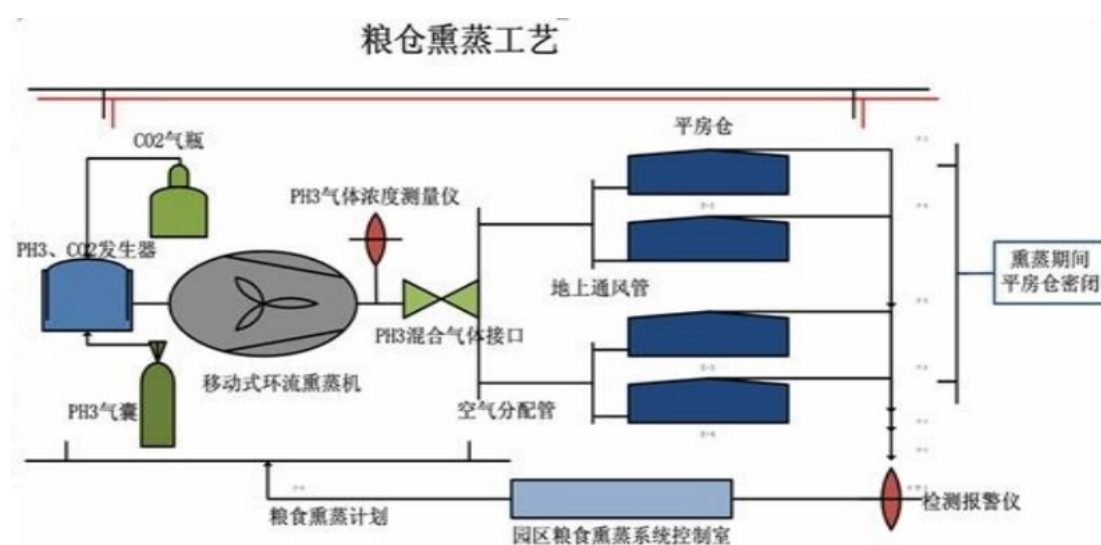 粮仓熏蒸工艺
平房仓
CO2气瓶
PH3气体浓度测量仪
PH3、CO2发生器
熏蒸期间
平房仓密闭
地上通风管
PH3混合气体接口
移动式环流熏蒸机
PH3气囊
空气分配管
检测报警仪
粮食熏蒸计划
园区粮食熏蒸系统控制室